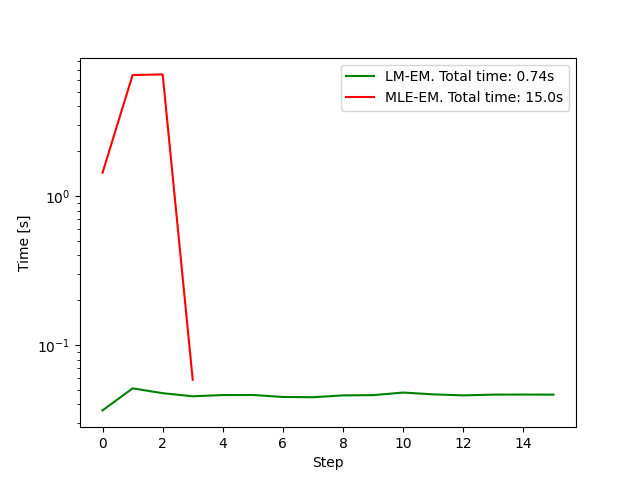 LM-EM. Total time: 0.74s
MLE-EM. Total time: 15.0s
Time [s]
10⁰
10⁻¹
0 2 4 6 8 10 12 14
Step